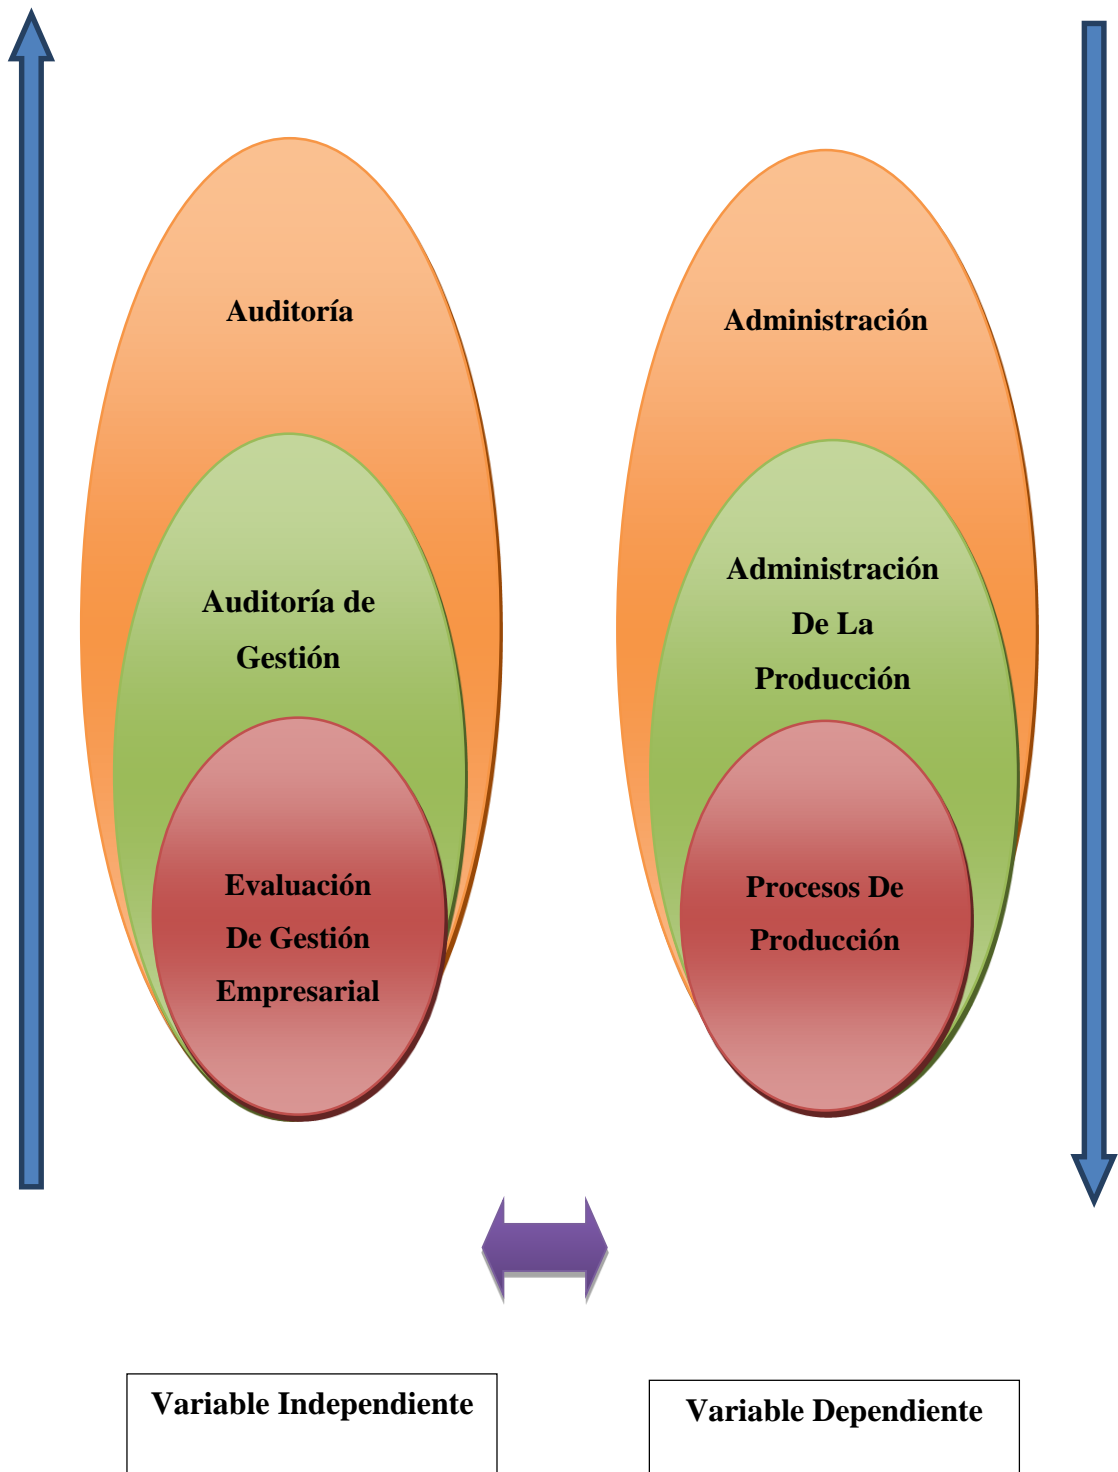 Auditoría
Auditoría de
Gestión
Evaluación
De Gestión
Empresarial
Administración
Administración
De La
Producción
Procesos De
Producción
Variable Independiente
Variable Dependiente